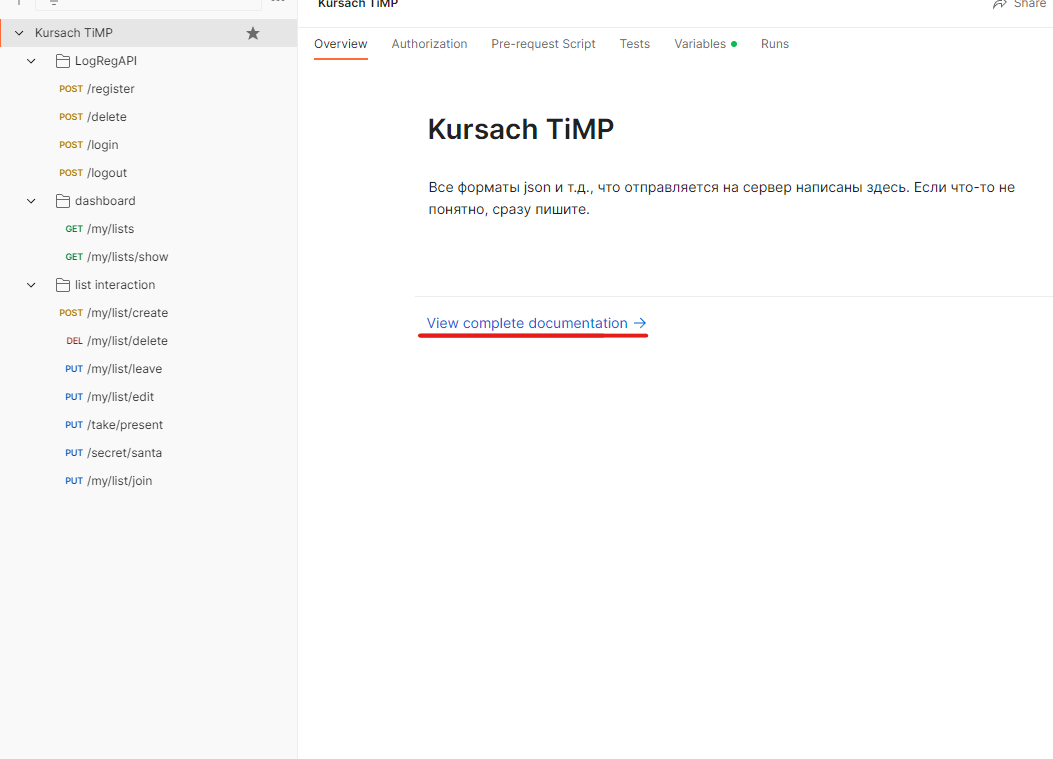 Kursach TiMP
LogRegAPI
POST /register
POST /delete
POST /login
POST /logout
dashboard
GET /my/lists
GET /my/lists/show
list interaction
POST /my/list/create
DEL /my/list/delete
PUT /my/list/leave
PUT /my/list/edit
PUT /take/present
PUT /secret/santa
PUT /my/list/join
Kursach TiMP
Share
Overview Authorization Pre-request Script Tests Variables Runs
Kursach TiMP
Все форматы json и т.д., что отправляется на сервер написаны здесь. Если что-то не
понятно, сразу пишите.
View complete documentation →